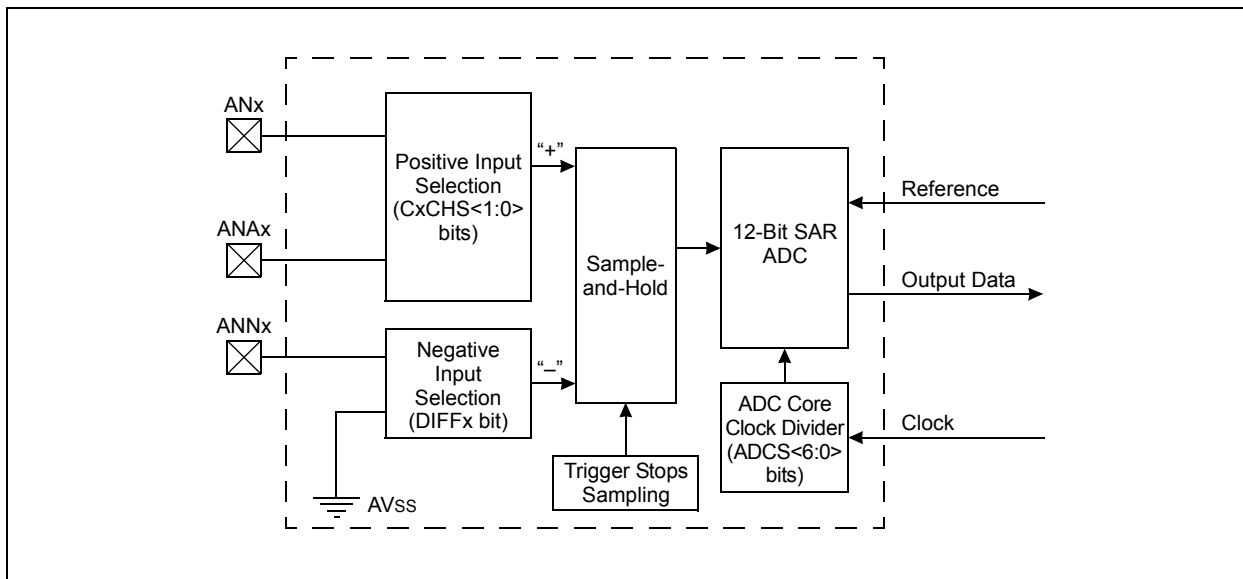 ANx
ANAx
ANNx
Positive Input
Selection
(CxCHS<1:0>
bits)
“+”
Negative
Input
Selection
(DIFFx bit)
“–”
AVSS
Sample-
and-Hold
Trigger Stops
Sampling
12-Bit SAR
ADC
ADC Core
Clock Divider
(ADCS<6:0>
bits)
Reference
Output Data
Clock